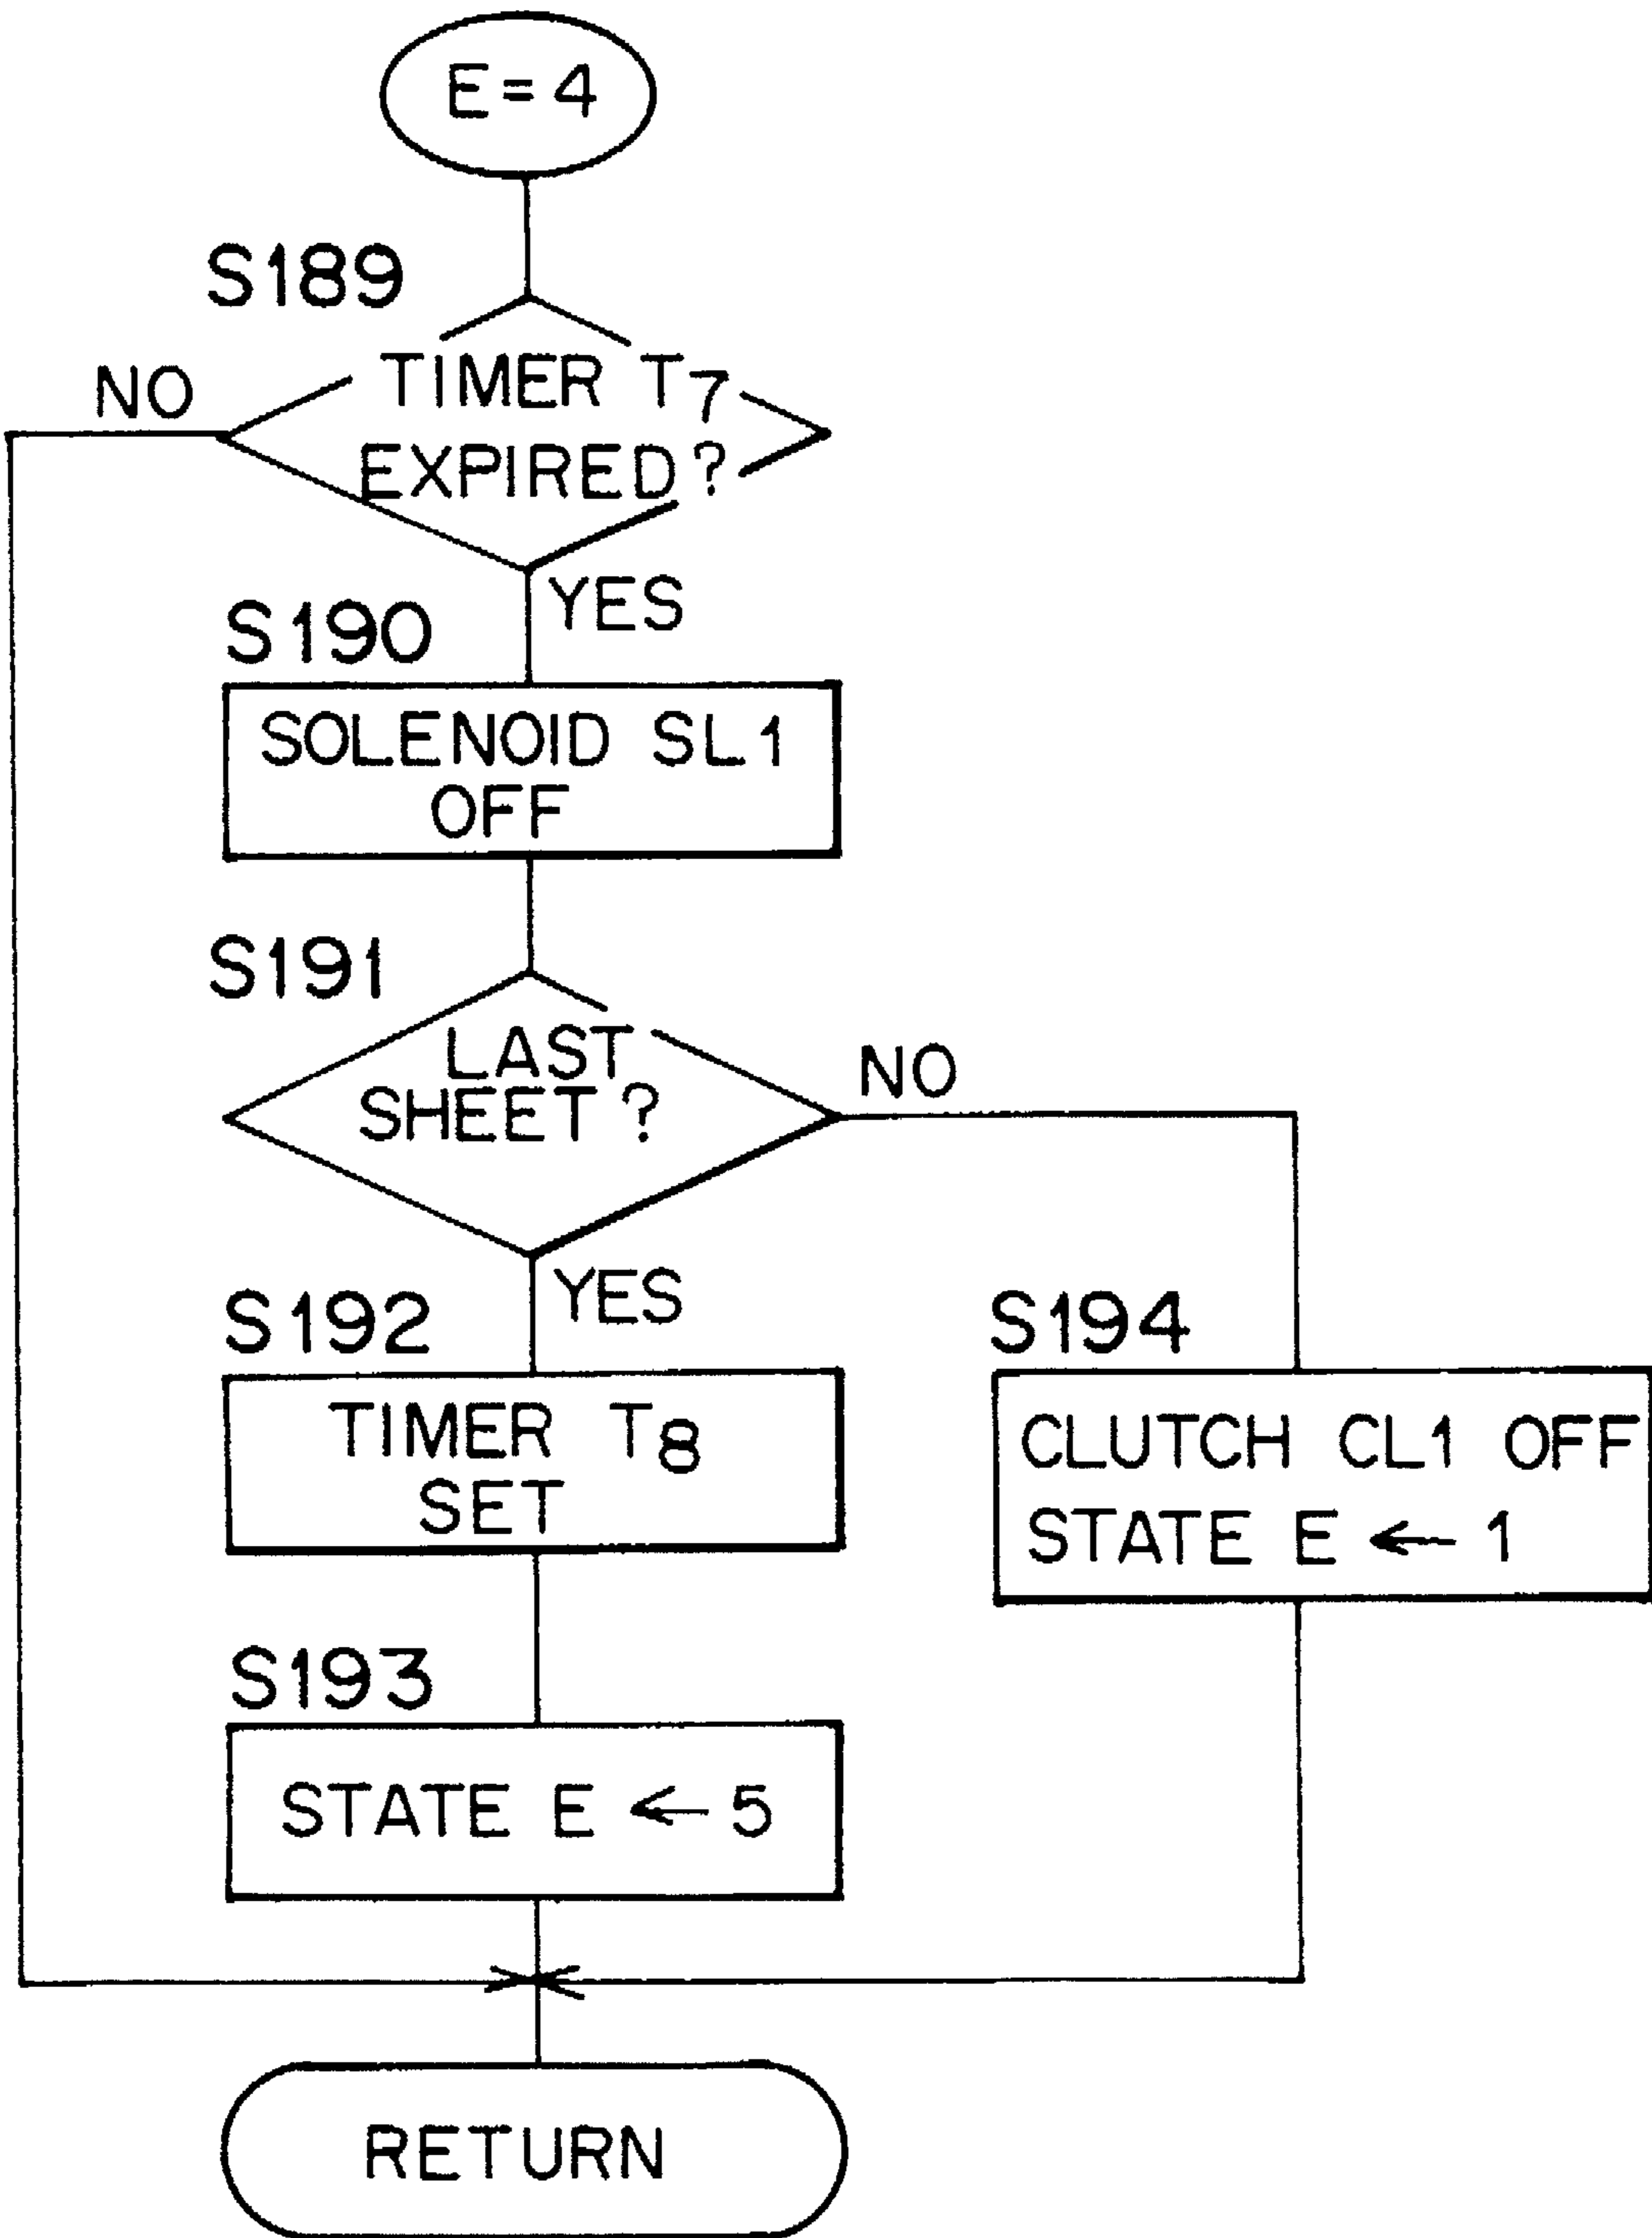 E=4
S189
NO
TIMER T7
EXPIRED?
YES
S190
SOLENOID SL1
OFF
S191
LAST
SHEET?
NO
YES
S192
TIMER T8
SET
S194
CLUTCH CL1 OFF
STATE E ← 1
S193
STATE E ← 5
RETURN